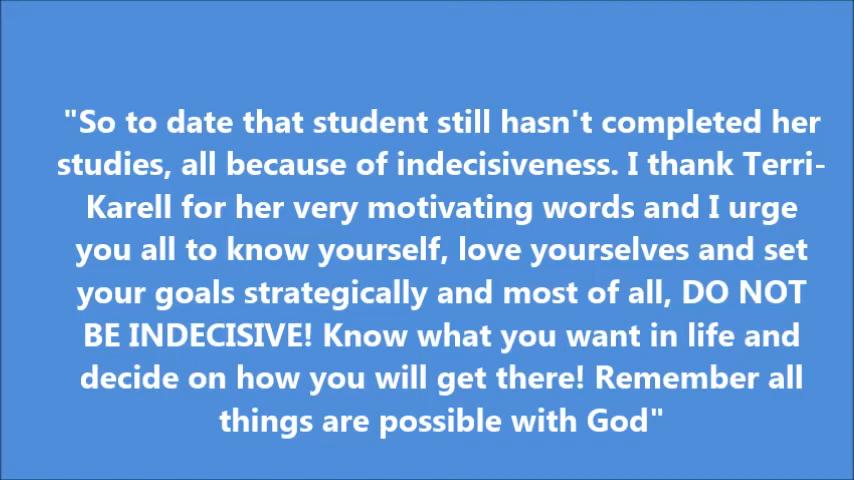 "So to date that student still hasn't completed her
studies, all because of indecisiveness. I thank Terri-
Karell for her very motivating words and I urge
you all to know yourself, love yourselves and set
your goals strategically and most of all, DO NOT
BE INDECISIVE! Know what you want in life and
decide on how you will get there! Remember all
things are possible with God"